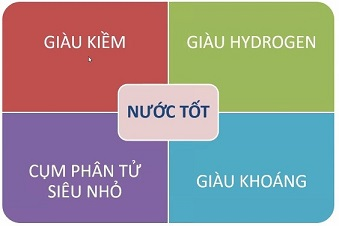 GIÀU KIỀM
GIÀU HYDROGEN
NƯỚC TỐT
CỤM PHÂN TỬ
SIÊU NHỎ
GIÀU KHOÁNG